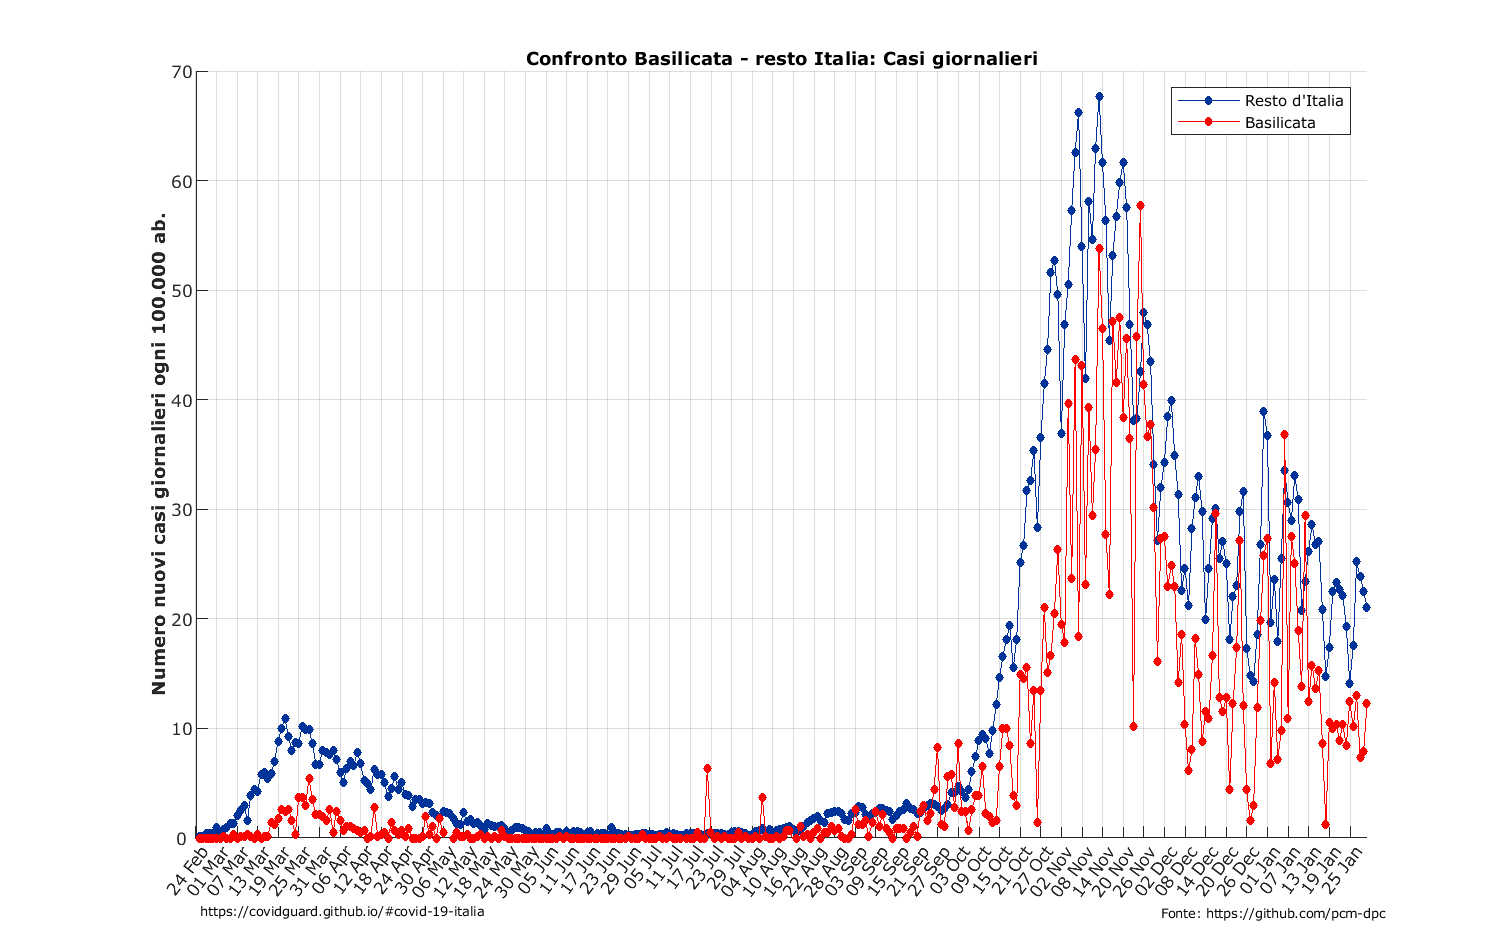 Confronto Basilicata - resto Italia: Casi giornalieri
Resto d'Italia
Basilicata
Numero nuovi casi giornalieri ogni 100.000 ab.
70
60
50
40
30
20
10
0
24 Feb
01 Mar
07 Mar
13 Mar
19 Mar
25 Mar
31 Mar
06 Apr
12 Apr
18 Apr
24 Apr
30 Apr
06 May
12 May
18 May
24 May
30 May
05 Jun
11 Jun
17 Jun
23 Jun
29 Jun
05 Jul
11 Jul
17 Jul
23 Jul
29 Jul
04 Aug
10 Aug
16 Aug
22 Aug
28 Aug
03 Sep
09 Sep
15 Sep
21 Sep
27 Sep
03 Oct
09 Oct
15 Oct
21 Oct
27 Oct
02 Nov
08 Nov
14 Nov
20 Nov
26 Nov
02 Dec
08 Dec
14 Dec
20 Dec
26 Dec
01 Jan
07 Jan
13 Jan
19 Jan
25 Jan
https://covidguard.github.io/#covid-19-italia
Fonte: https://github.com/pcm-dpc